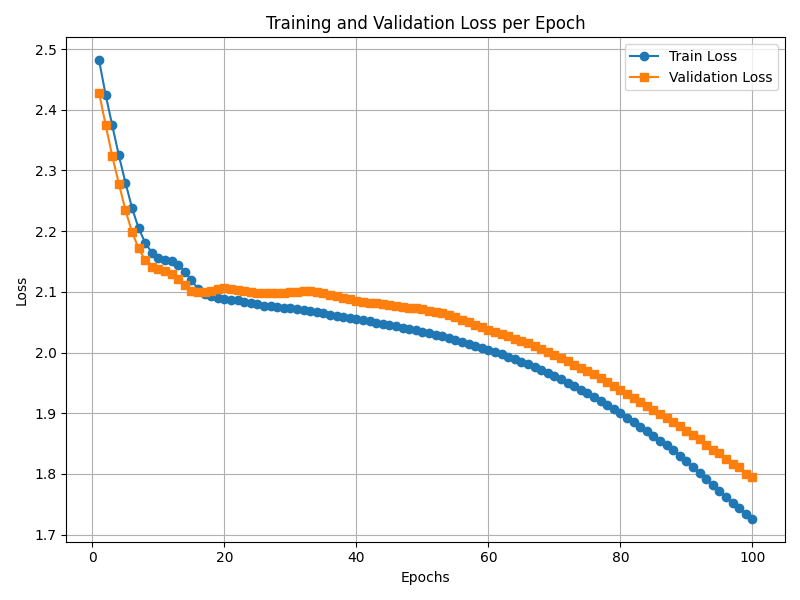 Training and Validation Loss per Epoch
Train Loss
Validation Loss
2.5
2.4
2.3
2.2
2.1
2.0
1.9
1.8
1.7
Loss
0 20 40 60 80 100
Epochs